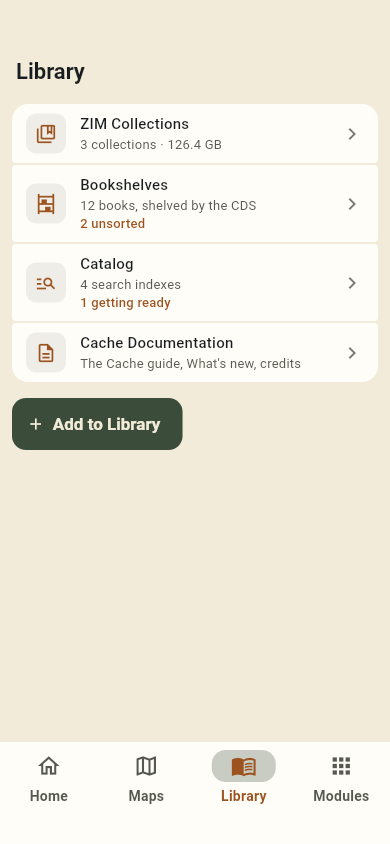 Library
ZIM Collections
3 collections · 126.4 GB
Bookshelves
12 books, shelved by the CDS
2 unsorted
Catalog
4 search indexes
1 getting ready
Cache Documentation
The Cache guide, What's new, credits
Add to Library
Home
Maps
Library
Modules